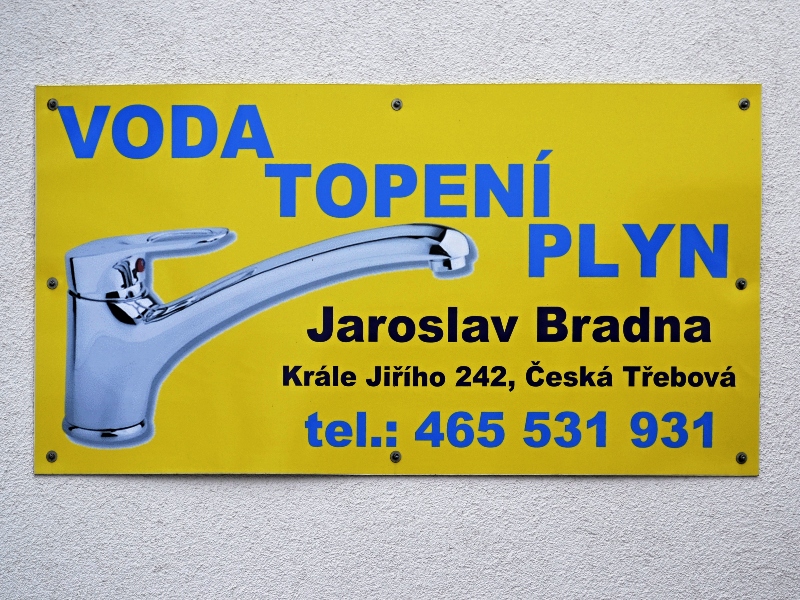 VODA
TOPENÍ
PLYN
Jaroslav Bradna
Krále Jiřího 242, Česká Třebová
tel.: 465 531 931